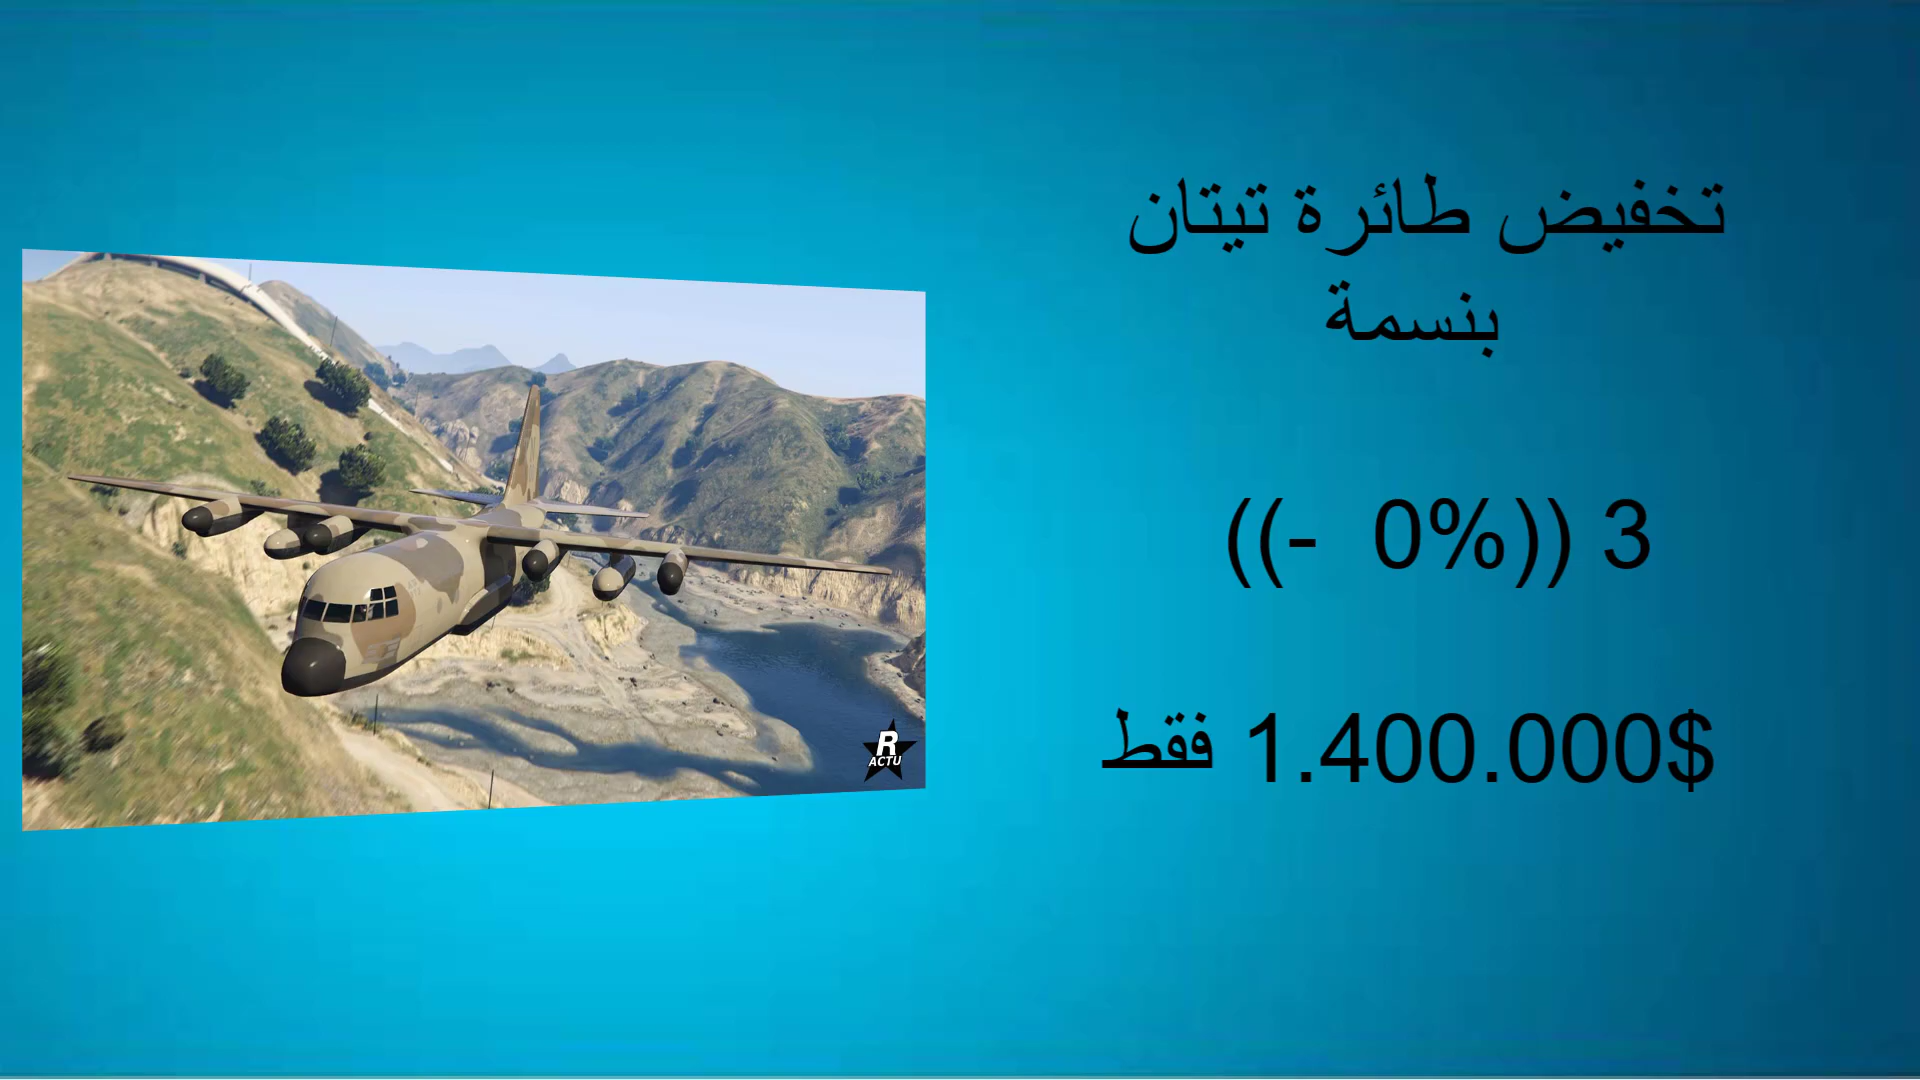 تخفيض طائرة تيتان
بنسمة
((-  0%)) 3
1.400.000$ فقط
R
ACTU